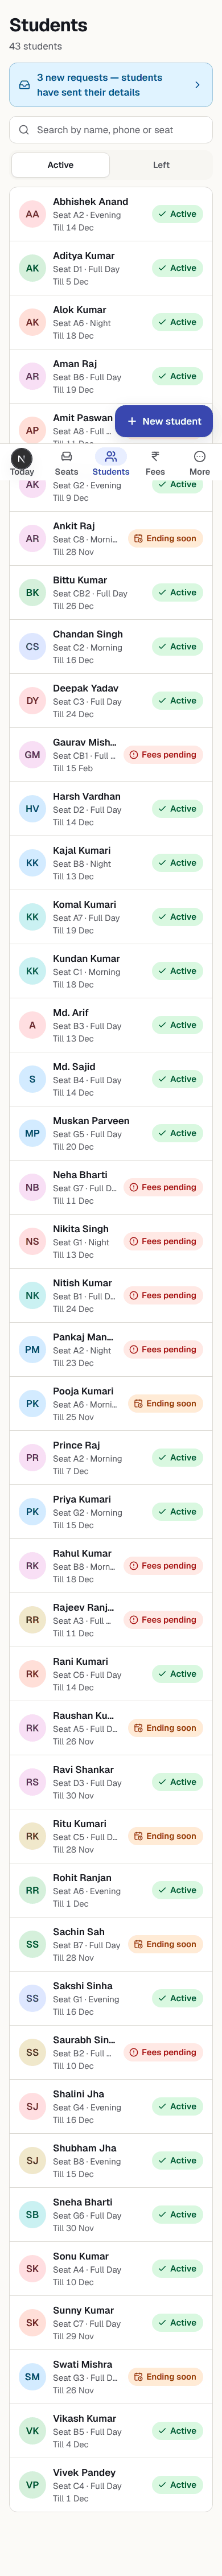 Students
43 students
3 new requests — students
have sent their details
Search by name, phone or seat
Active
Left
AA
Abhishek Anand
Seat A2 · Evening
Till 14 Dec
Active
AK
Aditya Kumar
Seat D1 · Full Day
Till 5 Dec
Active
AK
Alok Kumar
Seat A6 · Night
Till 18 Dec
Active
AR
Aman Raj
Seat B6 · Full Day
Till 19 Dec
Active
AP
Amit Paswan
Seat A8 · Full ...
New student
N
Today
Seats
Students
Fees
More
AK
Seat G2 · Evening
Till 9 Dec
Active
AR
Ankit Raj
Seat C8 · Morni...
Till 28 Nov
Ending soon
BK
Bittu Kumar
Seat CB2 · Full Day
Till 26 Dec
Active
CS
Chandan Singh
Seat C2 · Morning
Till 16 Dec
Active
DY
Deepak Yadav
Seat C3 · Full Day
Till 24 Dec
Active
GM
Gaurav Mish...
Seat CB1 · Full ...
Till 15 Feb
Fees pending
HV
Harsh Vardhan
Seat D2 · Full Day
Till 14 Dec
Active
KK
Kajal Kumari
Seat B8 · Night
Till 13 Dec
Active
KK
Komal Kumari
Seat A7 · Full Day
Till 19 Dec
Active
KK
Kundan Kumar
Seat C1 · Morning
Till 18 Dec
Active
A
Md. Arif
Seat B3 · Full Day
Till 13 Dec
Active
S
Md. Sajid
Seat B4 · Full Day
Till 14 Dec
Active
MP
Muskan Parveen
Seat G5 · Full Day
Till 20 Dec
Active
NB
Neha Bharti
Seat G7 · Full D...
Till 11 Dec
Fees pending
NS
Nikita Singh
Seat G1 · Night
Till 13 Dec
Fees pending
NK
Nitish Kumar
Seat B1 · Full D...
Till 24 Dec
Fees pending
PM
Pankaj Man...
Seat A2 · Night
Till 23 Dec
Fees pending
PK
Pooja Kumari
Seat A6 · Morni...
Till 25 Nov
Ending soon
PR
Prince Raj
Seat A2 · Morning
Till 7 Dec
Active
PK
Priya Kumari
Seat G2 · Morning
Till 15 Dec
Active
RK
Rahul Kumar
Seat B8 · Morn...
Till 18 Dec
Fees pending
RR
Rajeev Ranj...
Seat A3 · Full ...
Till 11 Dec
Fees pending
RK
Rani Kumari
Seat C6 · Full Day
Till 14 Dec
Active
RK
Raushan Ku...
Seat A5 · Full D...
Till 26 Nov
Ending soon
RS
Ravi Shankar
Seat D3 · Full Day
Till 30 Nov
Active
RK
Ritu Kumari
Seat C5 · Full D...
Till 28 Nov
Ending soon
RR
Rohit Ranjan
Seat A6 · Evening
Till 1 Dec
Active
SS
Sachin Sah
Seat B7 · Full Day
Till 28 Nov
Ending soon
SS
Sakshi Sinha
Seat G1 · Evening
Till 16 Dec
Active
SS
Saurabh Sin...
Seat B2 · Full ...
Till 10 Dec
Fees pending
SJ
Shalini Jha
Seat G4 · Evening
Till 16 Dec
Active
SJ
Shubham Jha
Seat B8 · Evening
Till 15 Dec
Active
SB
Sneha Bharti
Seat G6 · Full Day
Till 30 Nov
Active
SK
Sonu Kumar
Seat A4 · Full Day
Till 10 Dec
Active
SK
Sunny Kumar
Seat C7 · Full Day
Till 29 Nov
Active
SM
Swati Mishra
Seat G3 · Full D...
Till 26 Nov
Ending soon
VK
Vikash Kumar
Seat B5 · Full Day
Till 4 Dec
Active
VP
Vivek Pandey
Seat C4 · Full Day
Till 1 Dec
Active